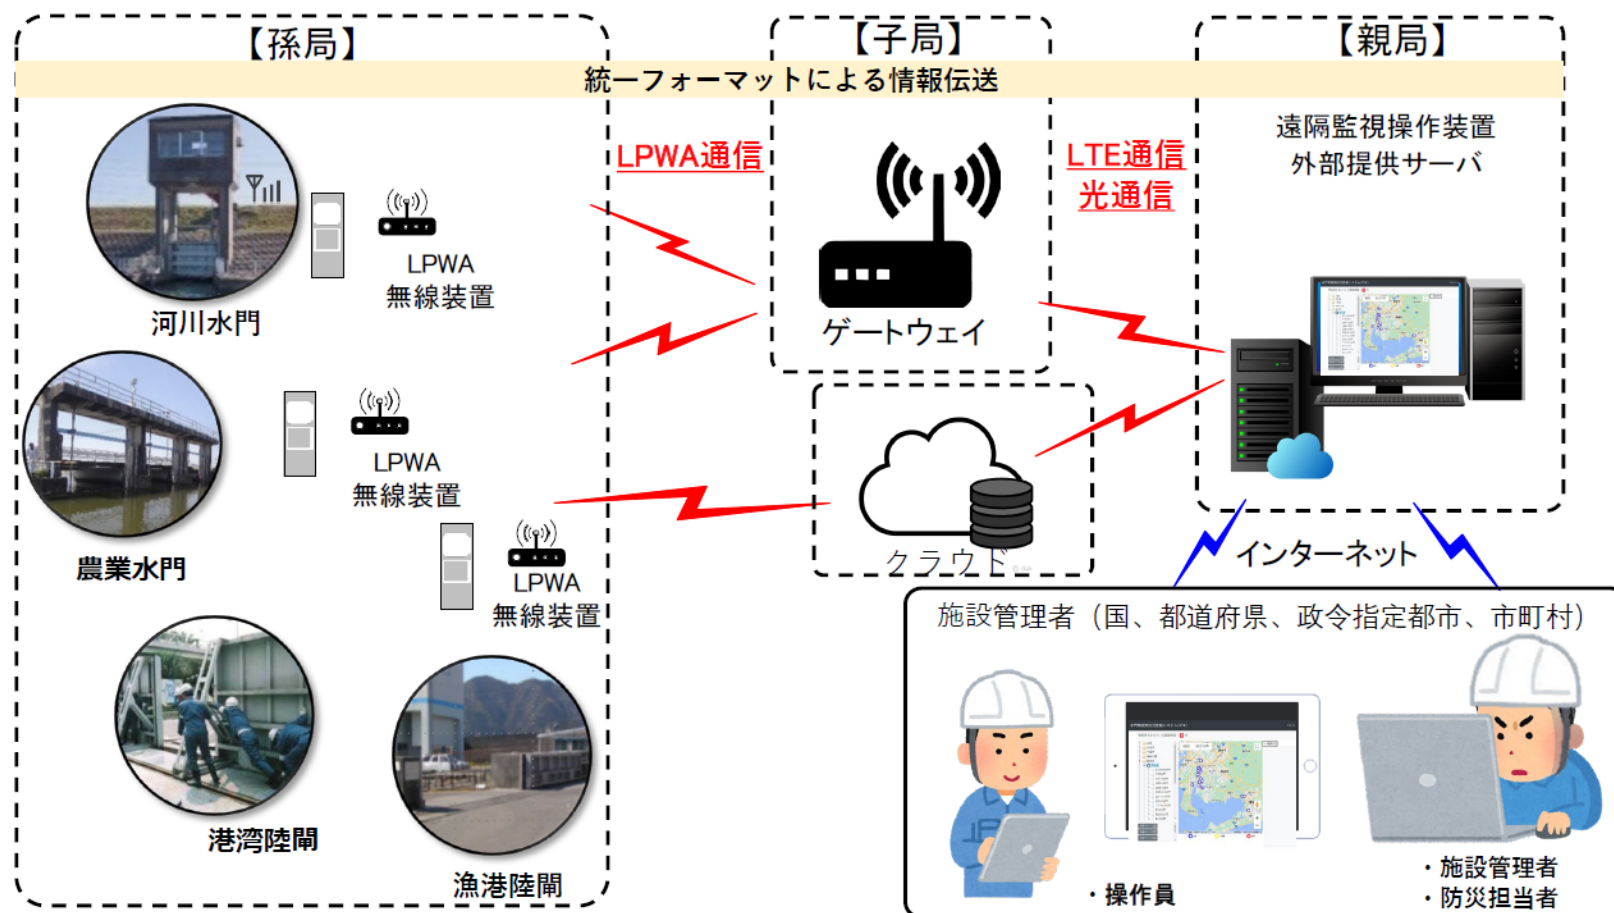 【孫局】
【子局】
【親局】
統一フォーマットによる情報伝送
LPWA通信
LTE通信
光通信
遠隔監視操作装置
外部提供サーバ
LPWA
無線装置
河川水門
ゲートウェイ
LPWA
無線装置
農業水門
LPWA
無線装置
クラウド
インターネット
施設管理者（国、都道府県、政令指定都市、市町村）
港湾陸閘
漁港陸閘
・操作員
・施設管理者
・防災担当者